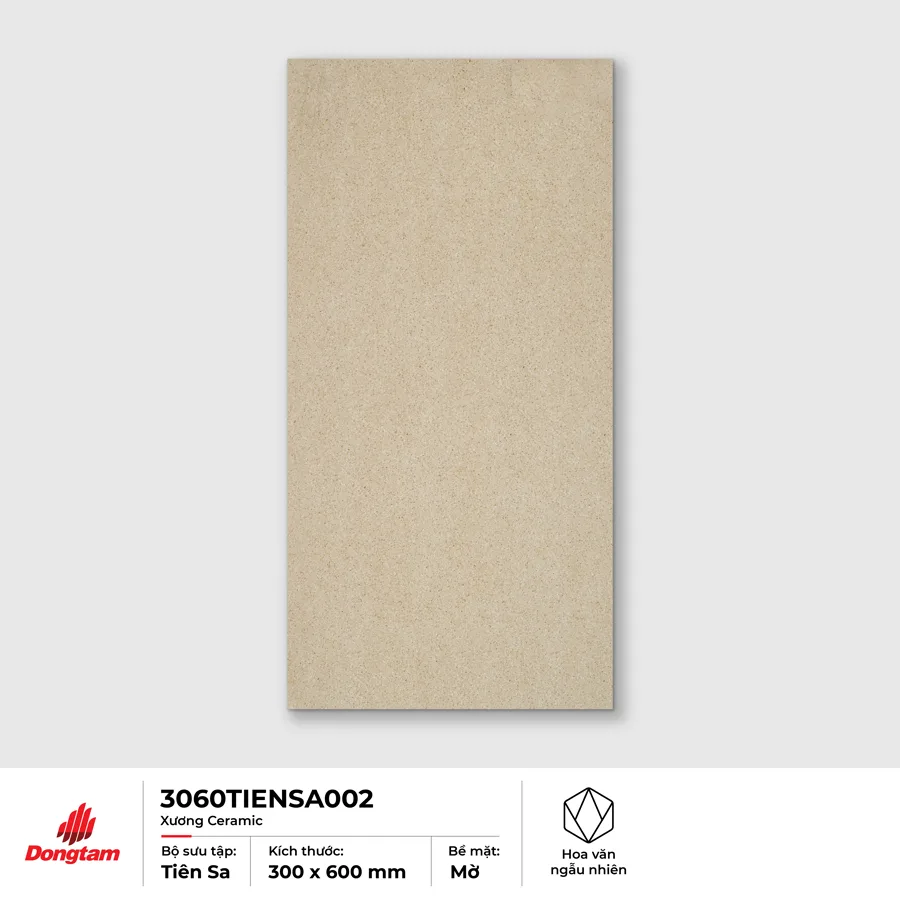 Dongtam
3060TIENSA002
Xương Ceramic
Bộ sưu tập:
Tiên Sa
Kích thước:
300 x 600 mm
Bề mặt:
Mờ
Hoa văn
ngẫu nhiên